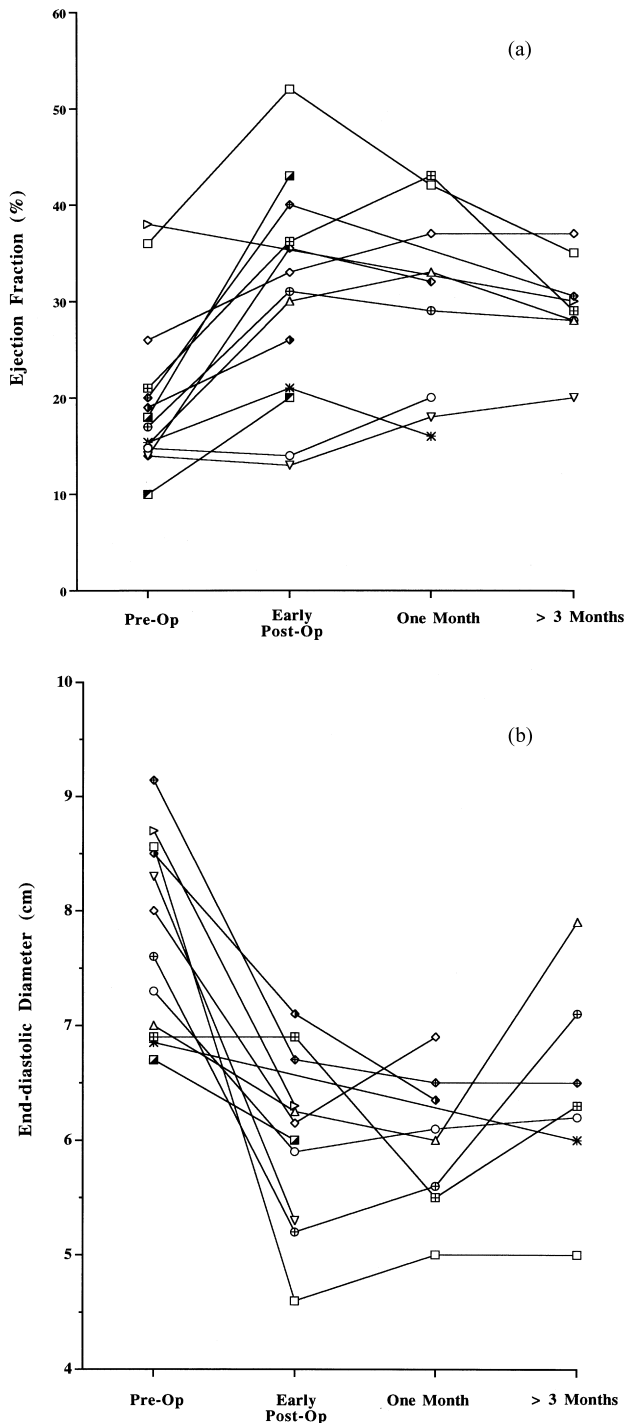 60
(a)
50
40
30
20
10
0
Ejection Fraction (%)
Pre-Op
Early
Post-Op
One Month
> 3 Months
10
(b)
9
8
7
6
5
4
End-diastolic Diameter (cm)
Pre-Op
Early
Post-Op
One Month
> 3 Months